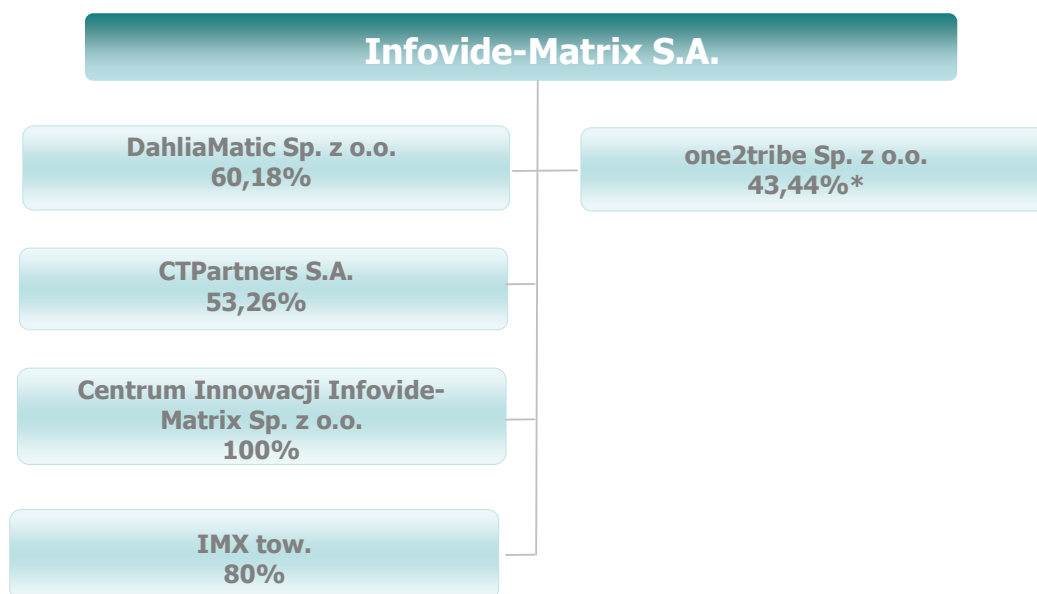 Infovide-Matrix S.A.
DahliaMatic Sp. z o.o.
60,18%
one2tribe Sp. z o.o.
43,44%*
CTPartners S.A.
53,26%
Centrum Innowacji Infovide-
Matrix Sp. z o.o.
100%
IMX tow.
80%